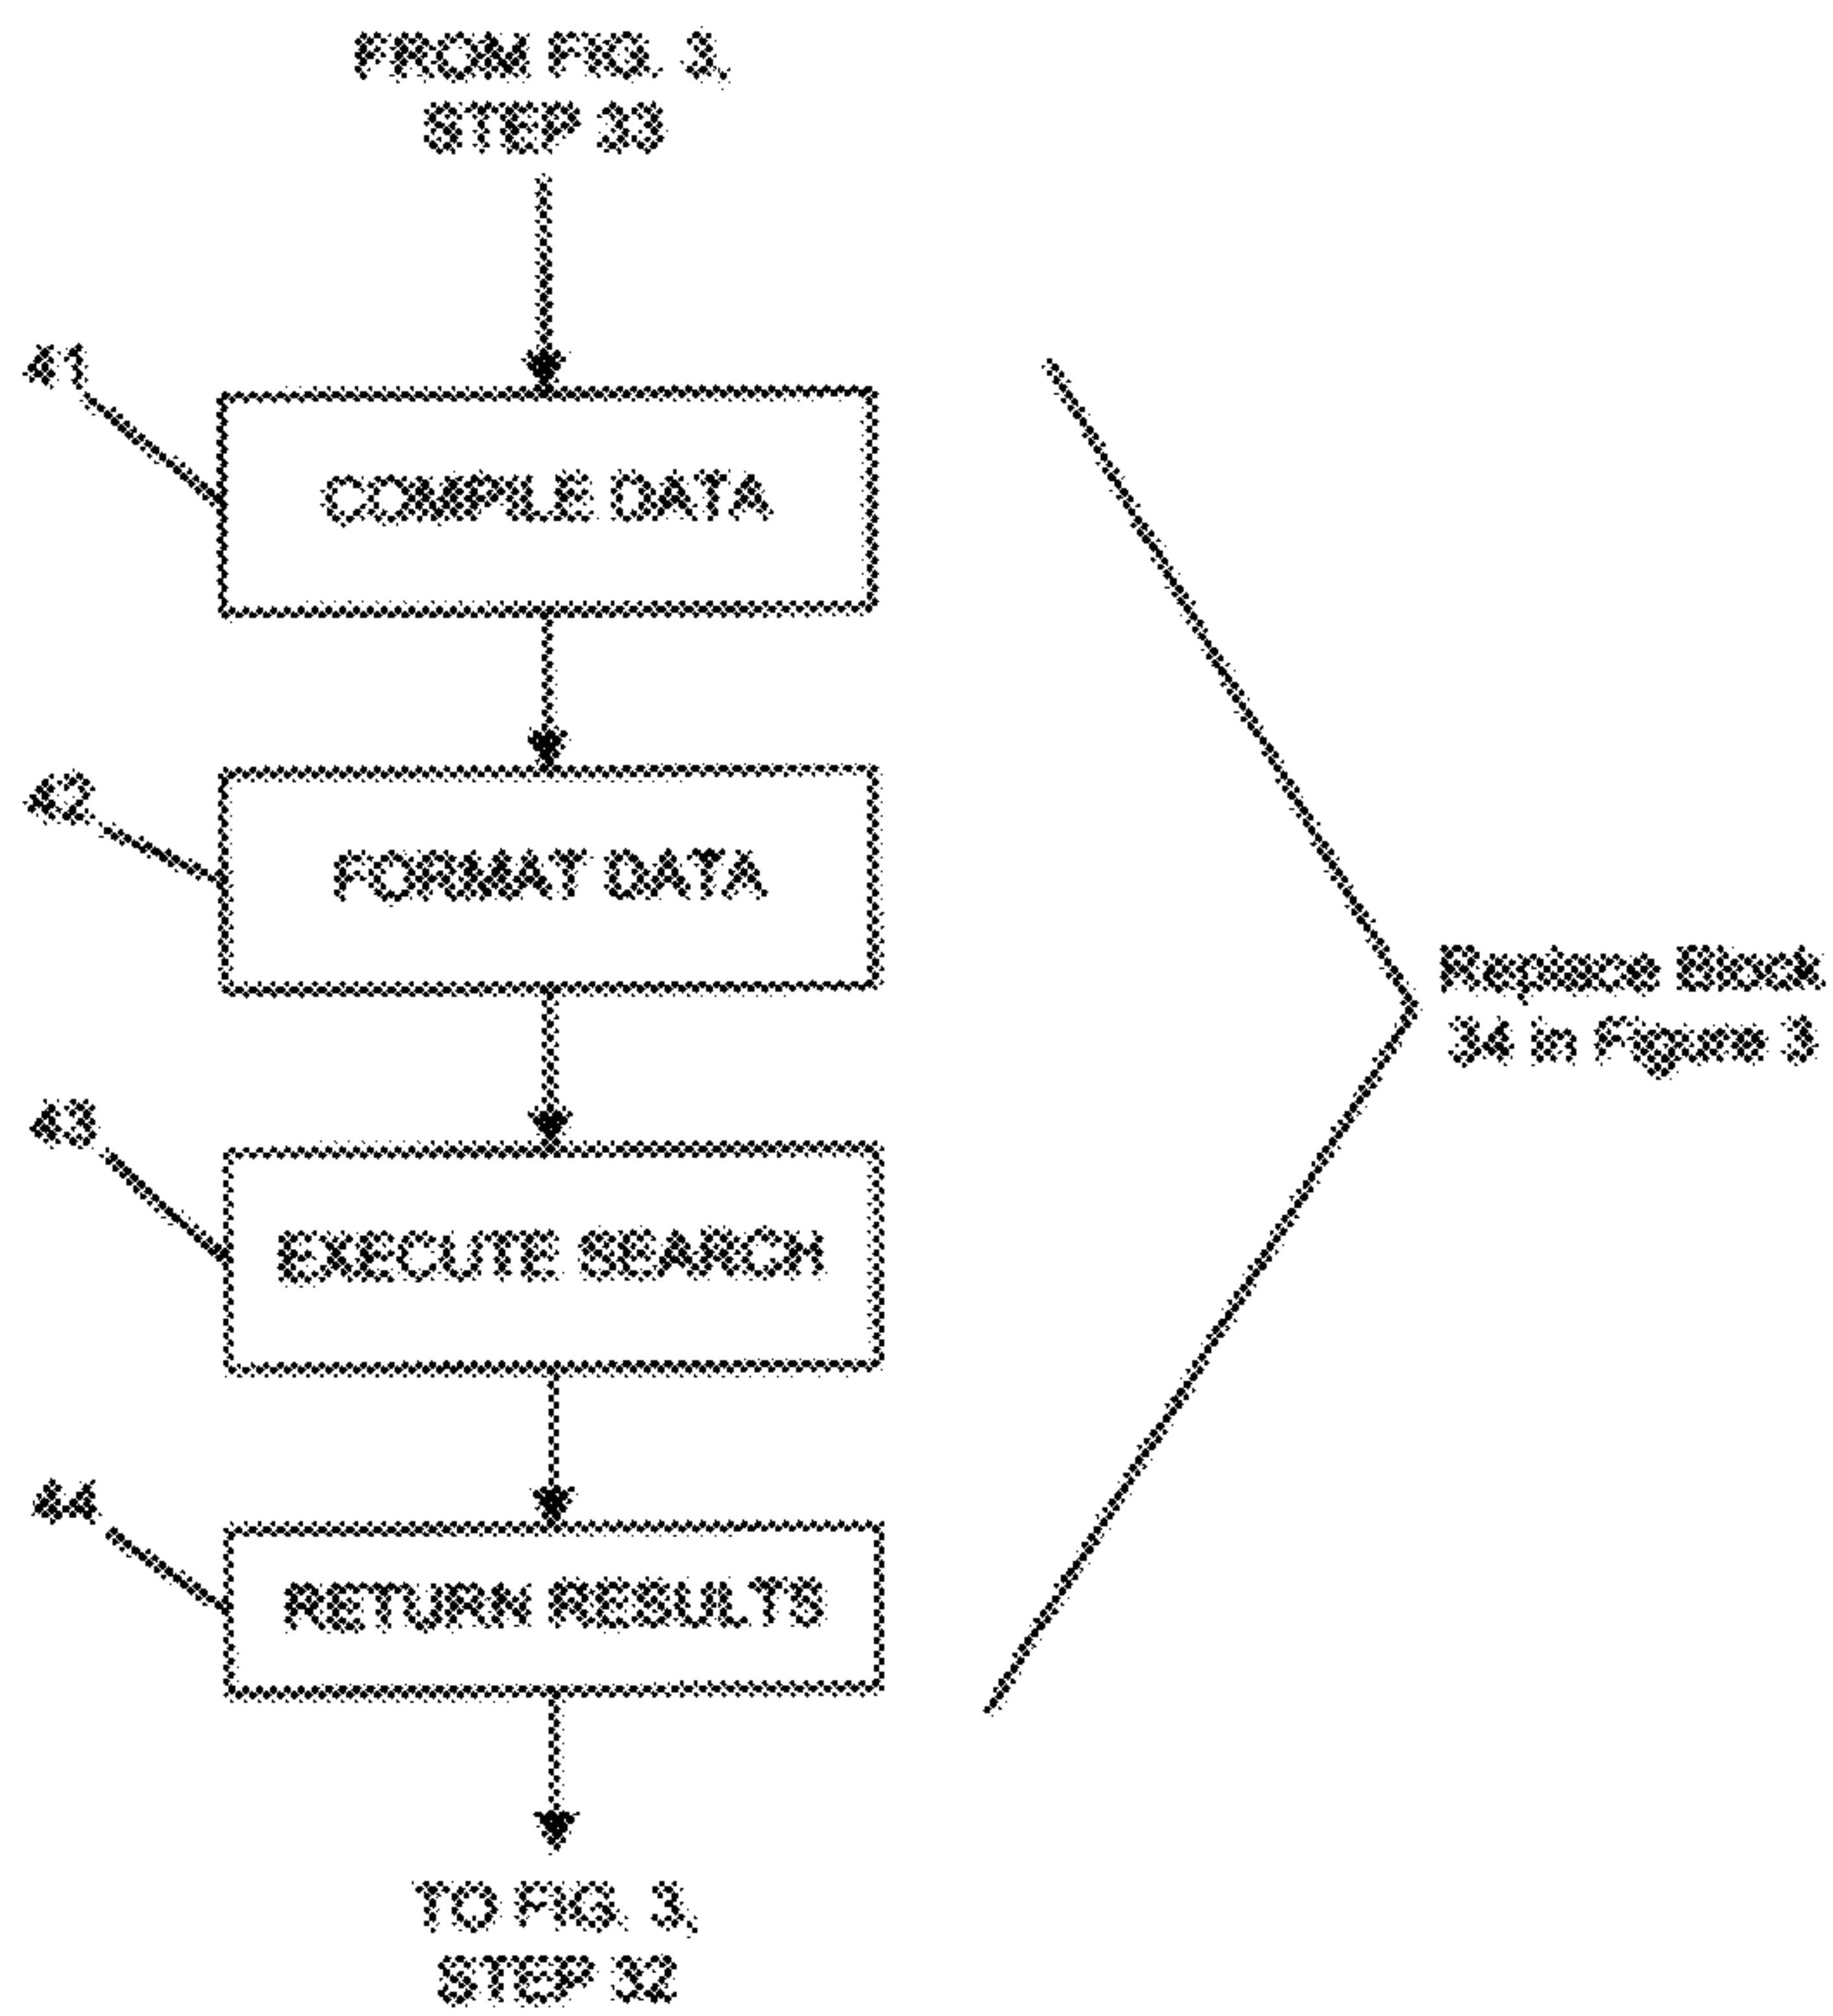 FROM FIG. 3,
STEP 33
41
COMPILE DATA
42
FORMAT DATA
Replace Block
34 in Figure 3
43
EXECUTE SEARCH
44
RETURN RESULTS
TO FIG. 3,
STEP 32